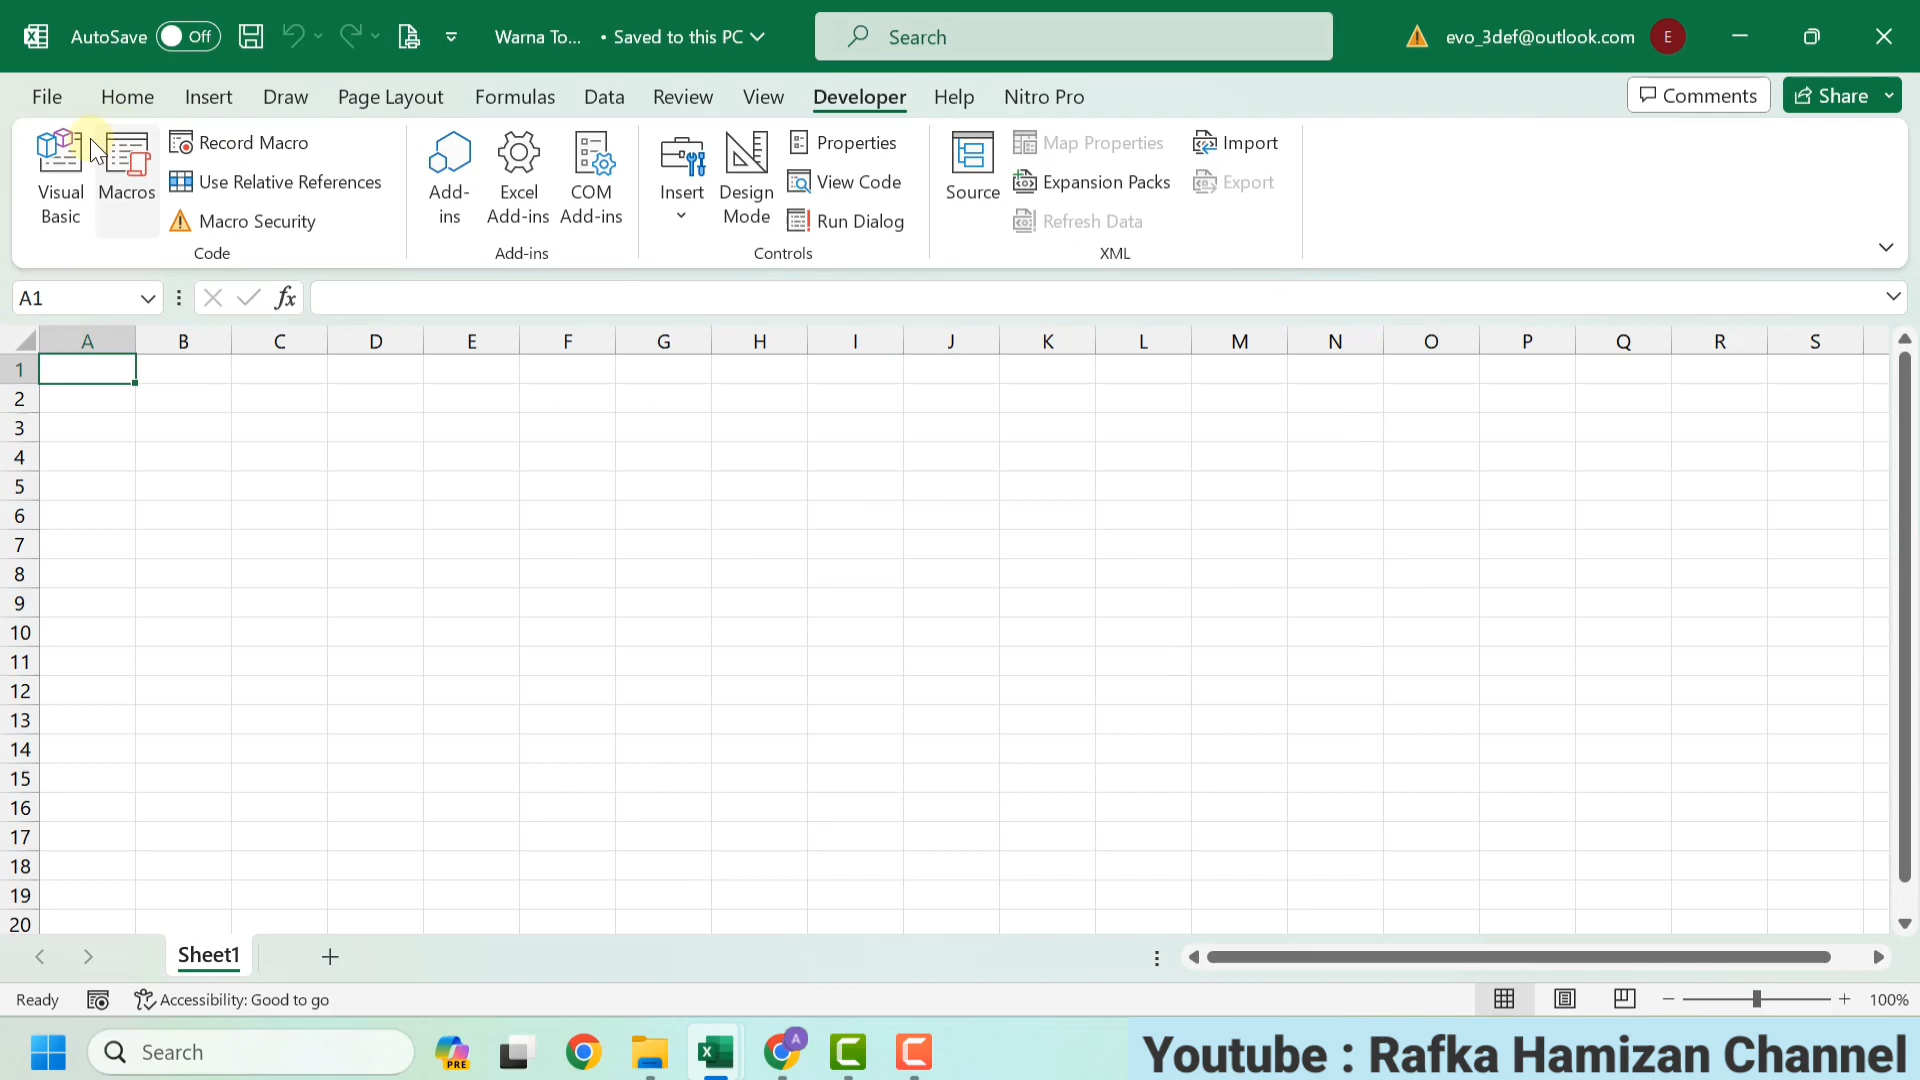 AutoSave Off Warna To... • Saved to this PC Search evo_3def@outlook.com E
File Home Insert Draw Page Layout Formulas Data Review View Developer Help Nitro Pro Comments Share
Visual Basic
Macros
Record Macro
Use Relative References
Macro Security
Code
Add-ins
Excel Add-ins
COM Add-ins
Add-ins
Insert
Design Mode
Properties
View Code
Run Dialog
Controls
Source
Map Properties
Expansion Packs
Refresh Data
Import
Export
XML
A1 fx
A B C D E F G H I J K L M N O P Q R S
1
2
3
4
5
6
7
8
9
10
11
12
13
14
15
16
17
18
19
20
Sheet1
Ready Accessibility: Good to go 100%
Search PRE A Youtube : Rafka Hamizan Channel